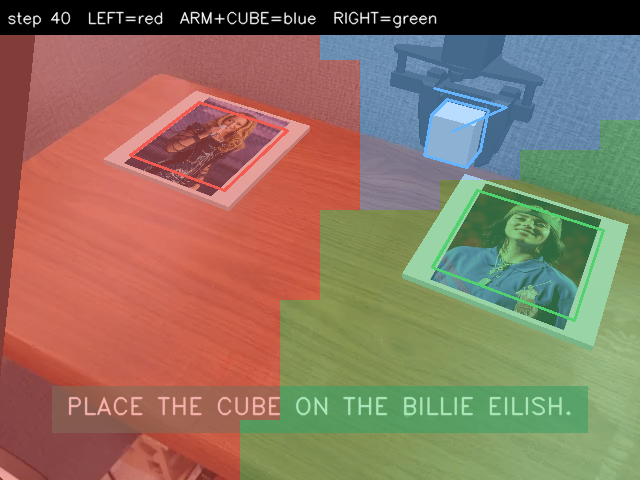 step 40 LEFT=red ARM+CUBE=blue RIGHT=green
PLACE THE CUBE ON THE BILLIE EILISH.